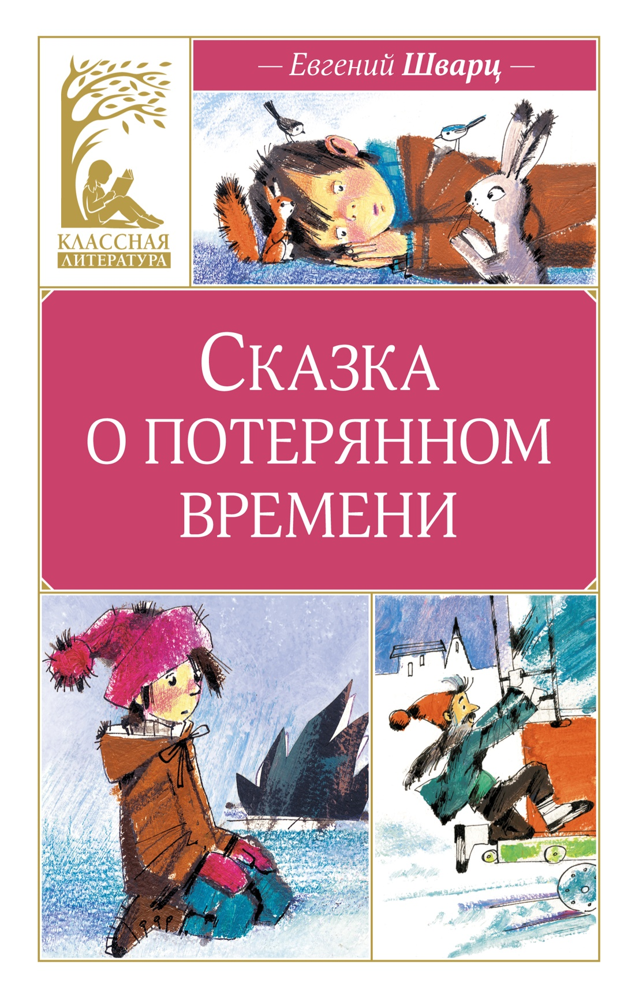 — Евгений Шварц —
КЛАССНАЯ
ЛИТЕРАТУРА
Сказка
о потерянном
времени